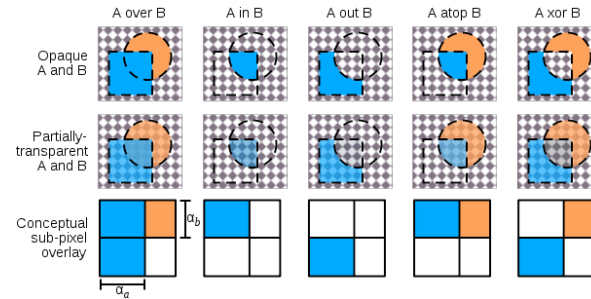 A over B
A in B
A out B
A atop B
A xor B
Opaque
A and B
Partially-
transparent
A and B
Conceptual
sub-pixel
overlay
αb
αa